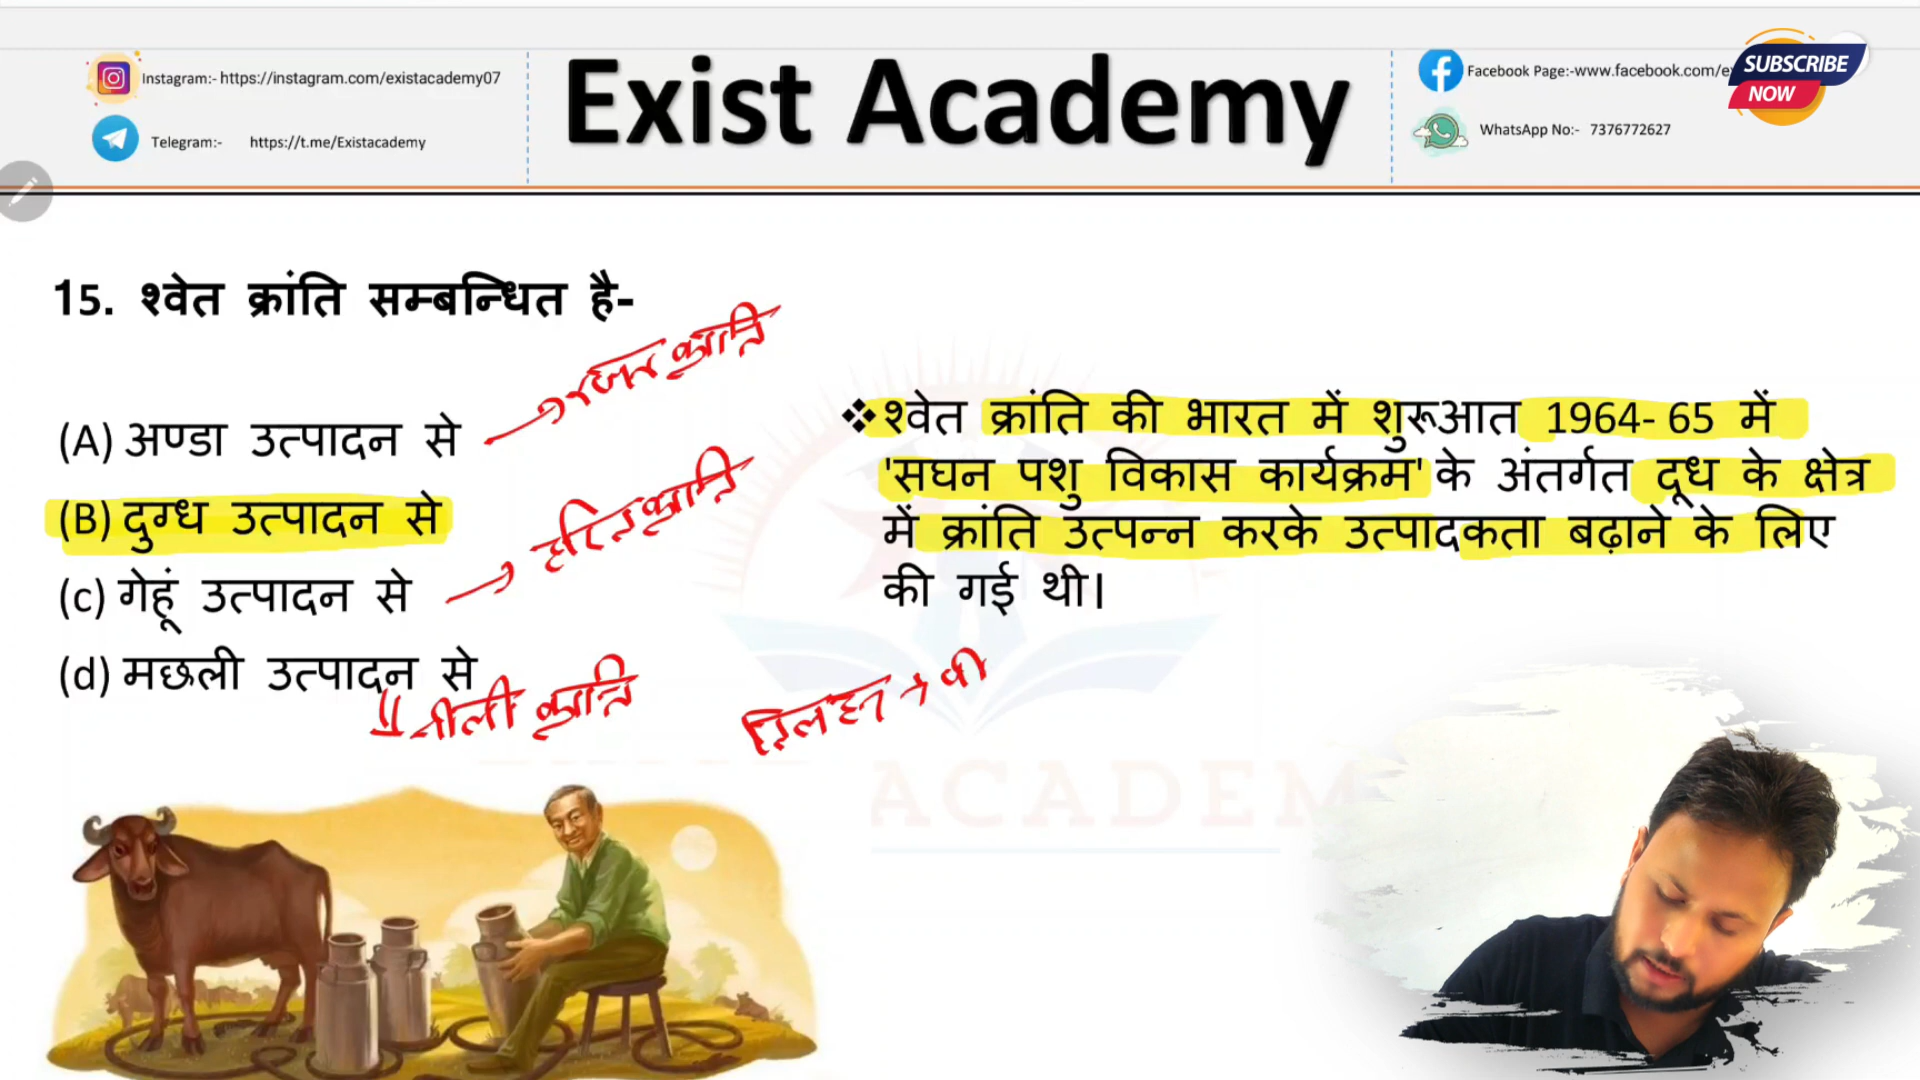 Instagram:- https://instagram.com/existacademy07
Telegram:- https://t.me/Existacademy
Exist Academy
Facebook Page:-www.facebook.com/e
WhatsApp No:- 7376772627
SUBSCRIBE
NOW
15. श्वेत क्रांति सम्बन्धित है-
(A) अण्डा उत्पादन से
रजत क्रान्ति
(B) दुग्ध उत्पादन से
(c) गेहूं उत्पादन से
हरित क्रान्ति
(d) मछली उत्पादन से
नीली क्रान्ति
❖श्वेत क्रांति की भारत में शुरूआत 1964- 65 में
'सघन पशु विकास कार्यक्रम' के अंतर्गत दूध के क्षेत्र
में क्रांति उत्पन्न करके उत्पादकता बढ़ाने के लिए
की गई थी।
तिलहन → पी
ACADEM